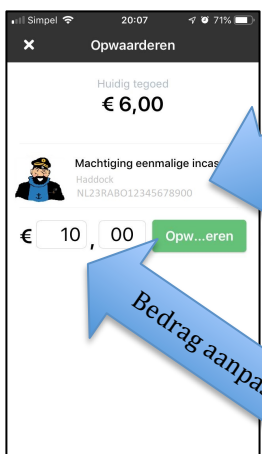 Simpel 20:07 71%
× Opwaarderen
Huidig tegoed
€ 6,00
Machtiging eenmalige incas
Haddock
NL23RABO12345678900
€ 10 , 00 Opw...eren
Bedrag aanpa